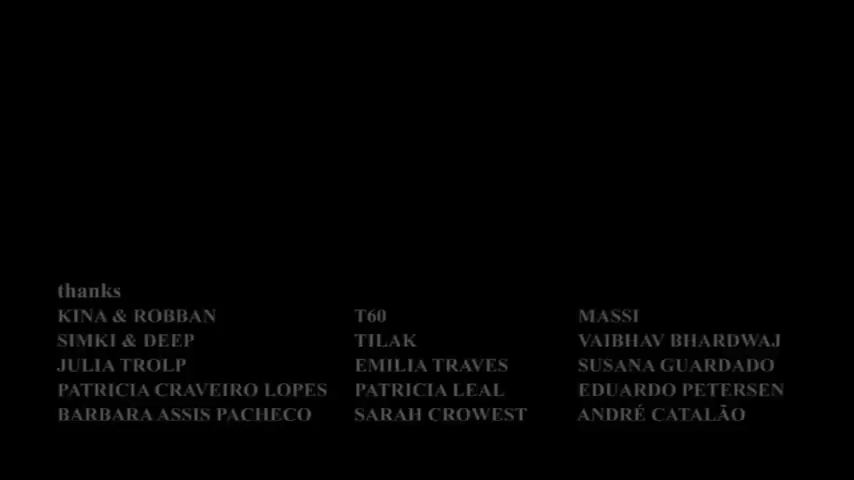 thanks
KINA & ROBBAN T60 MASSI
SIMKI & DEEP TILAK VAIBHAV BHARDWAJ
JULIA TROLP EMILIA TRAVES SUSANA GUARDADO
PATRICIA CRAVEIRO LOPES PATRICIA LEAL EDUARDO PETERSEN
BARBARA ASSIS PACHECO SARAH CROWEST ANDRÉ CATALÃO